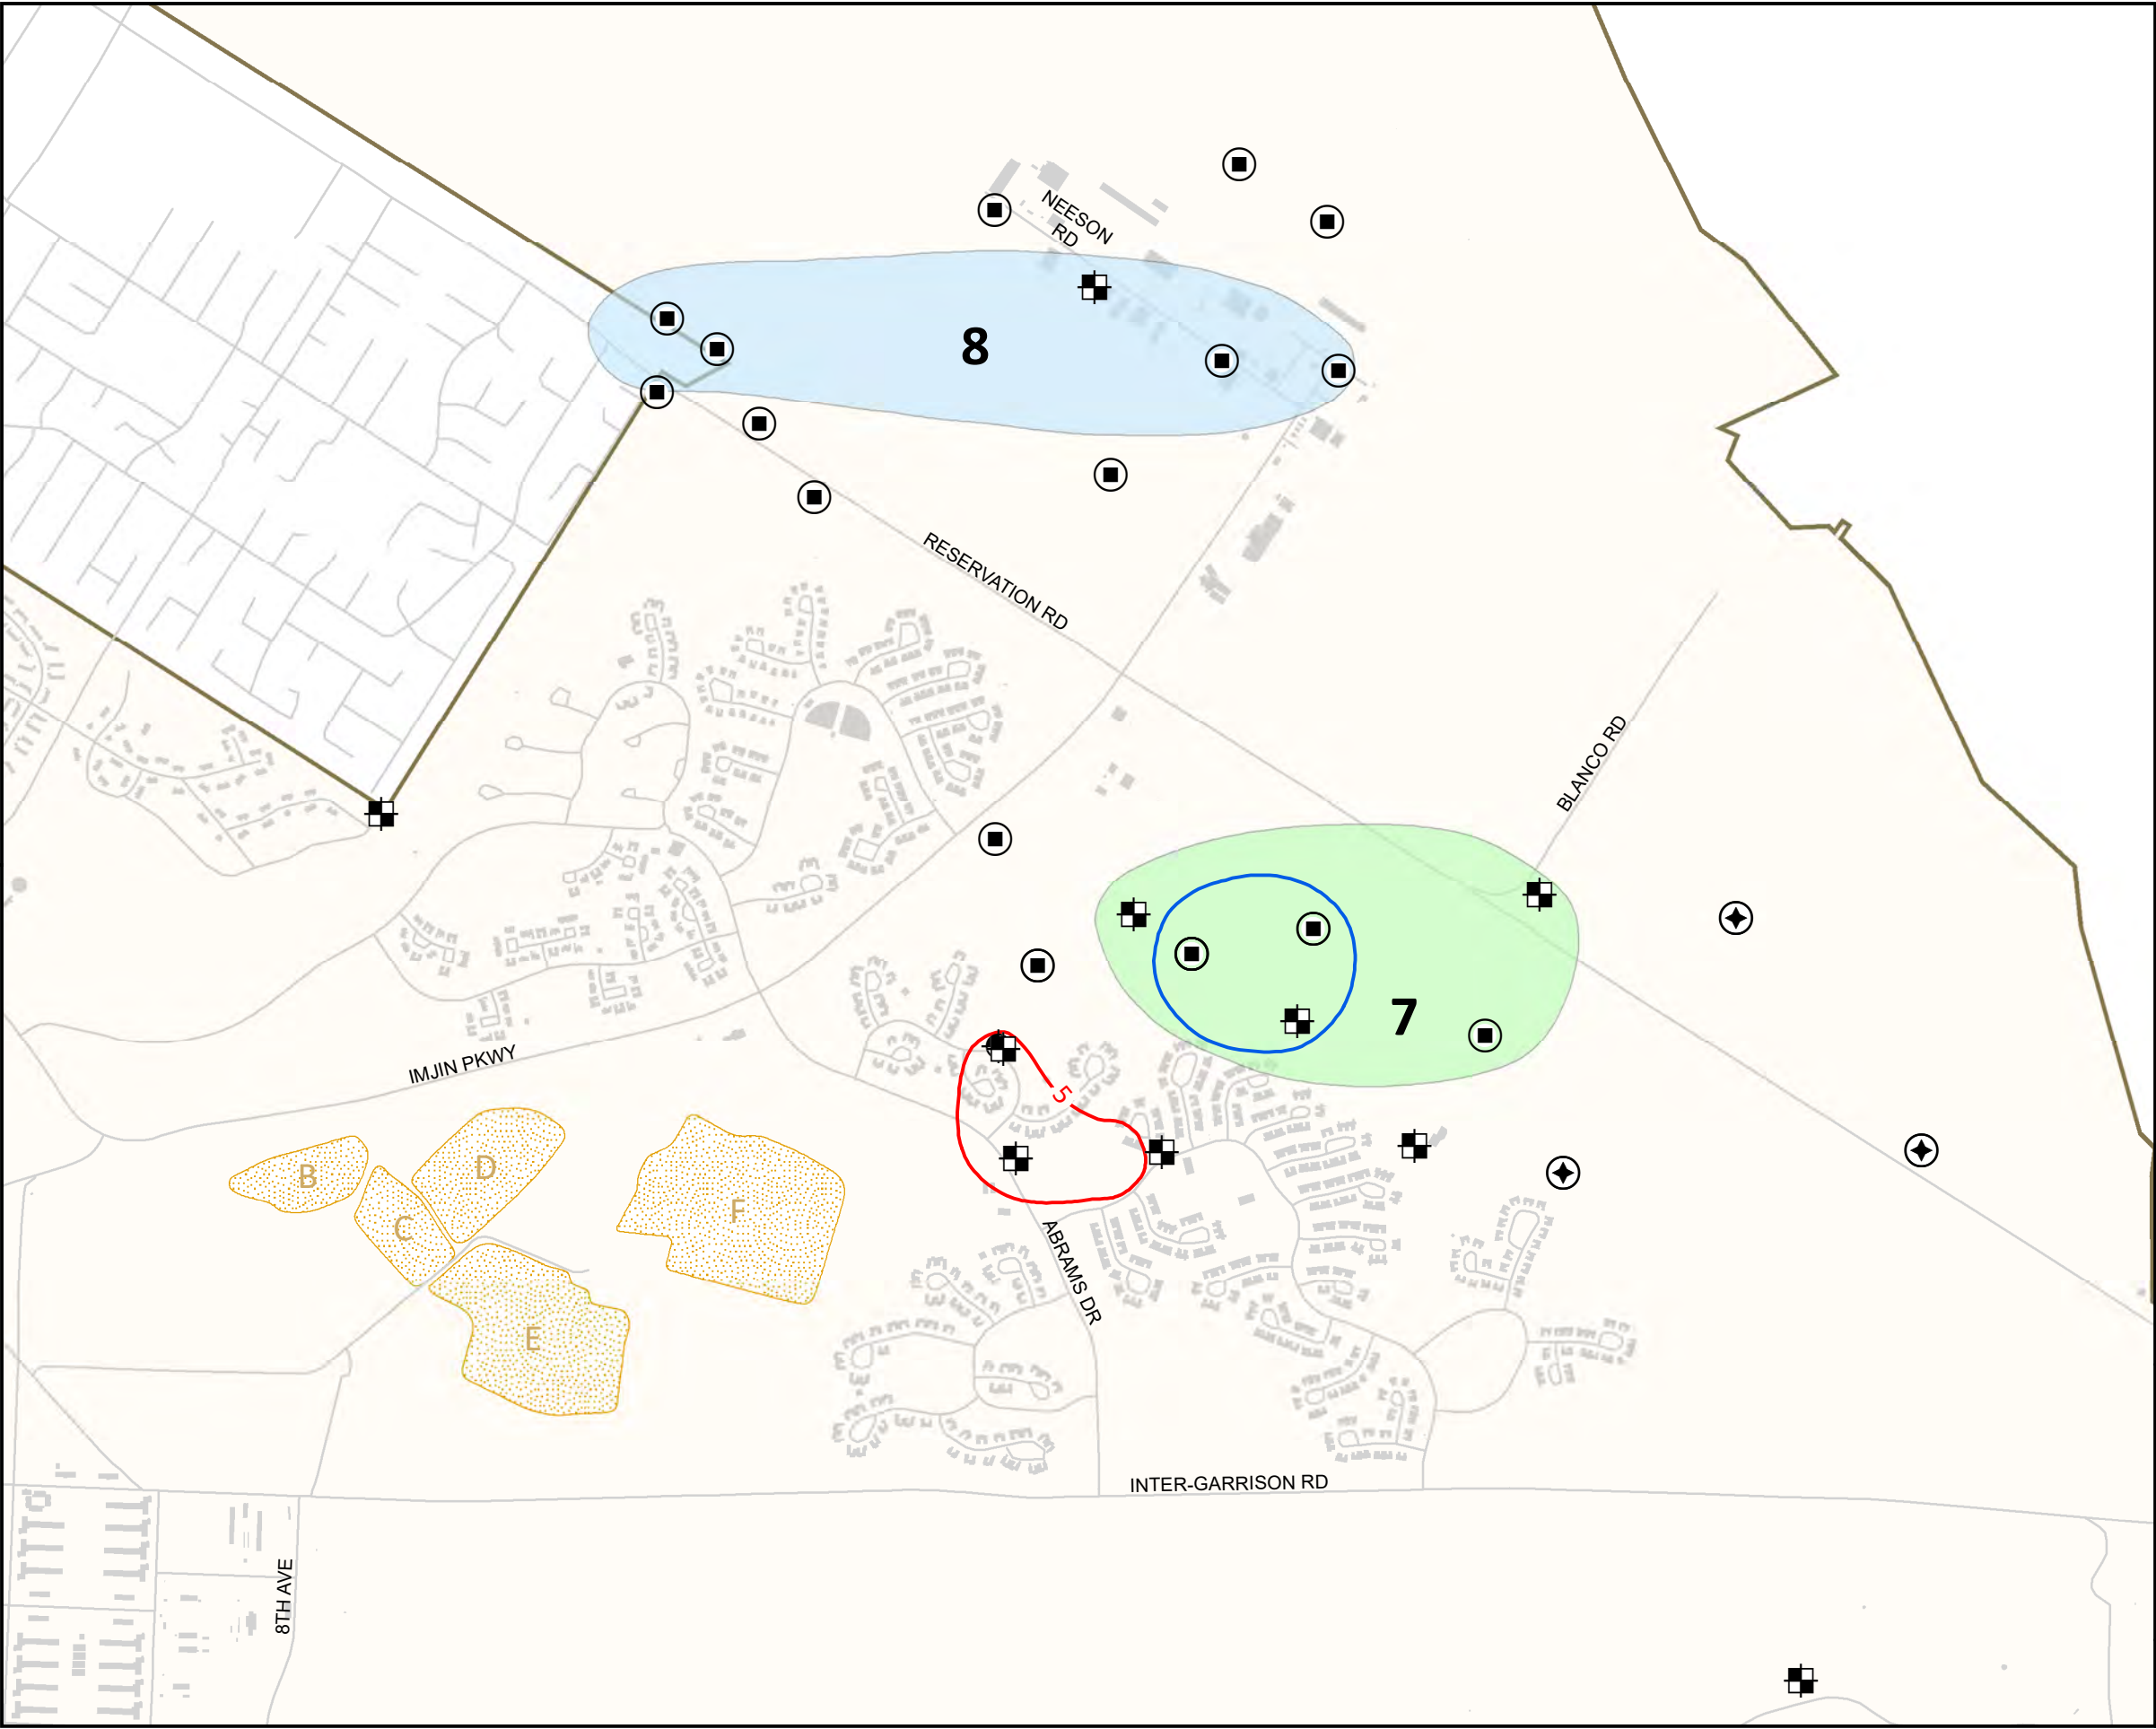 NEESON
RD
8
RESERVATION RD
BLANCO RD
7
IMJIN PKWY
5
B
D
C
F
E
ABRAMS DR
INTER-GARRISON RD
8TH AVE